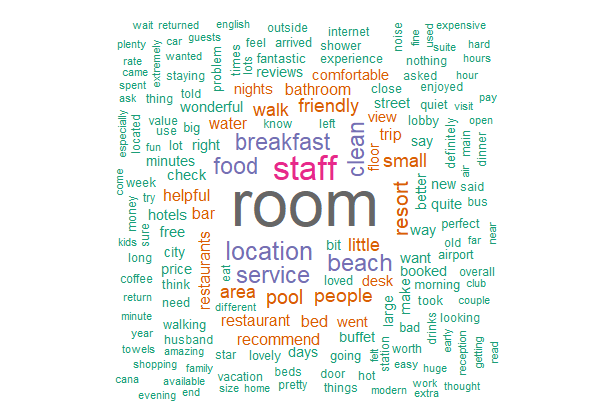 wait returned english outside internet expensive
plenty car guests feel arrived shower noise fine used suite hard
rate wanted problem times lots fantastic experience nothing hours
came extremely staying reviews comfortable asked hour
spent told nights bathroom close enjoyed
ask thing wonderful walk friendly street quiet visit pay
especially located value use big water know left view lobby open
fun lot right breakfast clean floor trip say definitely air main dinner
minutes check food staff small
come week try helpful room resort better new said
money hotels bar quite bus
kids sure free way perfect near
long city location bit little old far
coffee price restaurants eat service beach want airport
think loved desk booked overall
return need area pool people large make morning club
minute different took couple
year walking restaurant bed went drinks looking
towels husband recommend buffet station bad early reception
shopping amazing star lovely days going felt worth getting read
cana family vacation beds door hot easy huge
available size home pretty things modern work thought
evening end extra